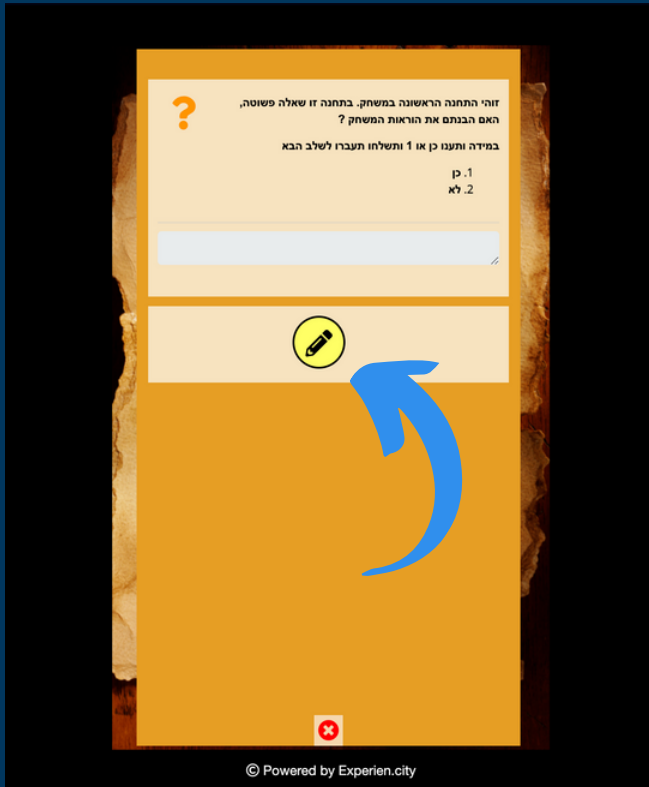 זוהי התחנה הראשונה במשחק. בתחנה זו שאלה פשוטה,
האם הבנתם את הוראות המשחק ?
במידה ותענו כן או 1 ותשלחו תעברו לשלב הבא
1. כן
2. לא
© Powered by Experien.city